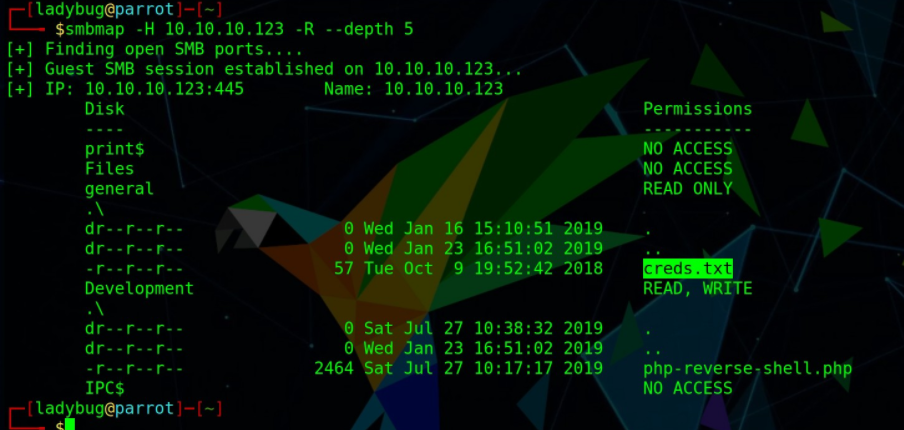 ┌─[ladybug@parrot]─[~]
└──╼ $smbmap -H 10.10.10.123 -R --depth 5
[+] Finding open SMB ports....
[+] Guest SMB session established on 10.10.10.123...
[+] IP: 10.10.10.123:445 Name: 10.10.10.123
Disk Permissions
---- -----------
print$ NO ACCESS
Files NO ACCESS
general READ ONLY
.\
dr--r--r-- 0 Wed Jan 16 15:10:51 2019 .
dr--r--r-- 0 Wed Jan 23 16:51:02 2019 ..
-r--r--r-- 57 Tue Oct 9 19:52:42 2018 creds.txt
Development READ, WRITE
.\
dr--r--r-- 0 Sat Jul 27 10:38:32 2019 .
dr--r--r-- 0 Wed Jan 23 16:51:02 2019 ..
-r--r--r-- 2464 Sat Jul 27 10:17:17 2019 php-reverse-shell.php
IPC$ NO ACCESS
┌─[ladybug@parrot]─[~]
└──╼ $